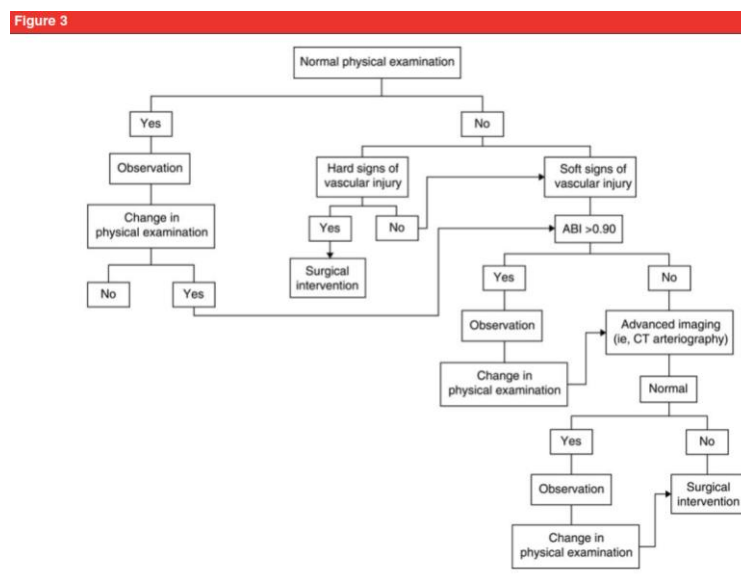 Figure 3
Normal physical examination
Yes
No
Observation
Hard signs of
vascular injury
Soft signs of
vascular injury
Change in
physical examination
Yes
No
ABI >0.90
No
Yes
Surgical
intervention
Yes
No
Observation
Advanced imaging
(ie, CT arteriography)
Change in
physical examination
Normal
Yes
No
Observation
Surgical
intervention
Change in
physical examination